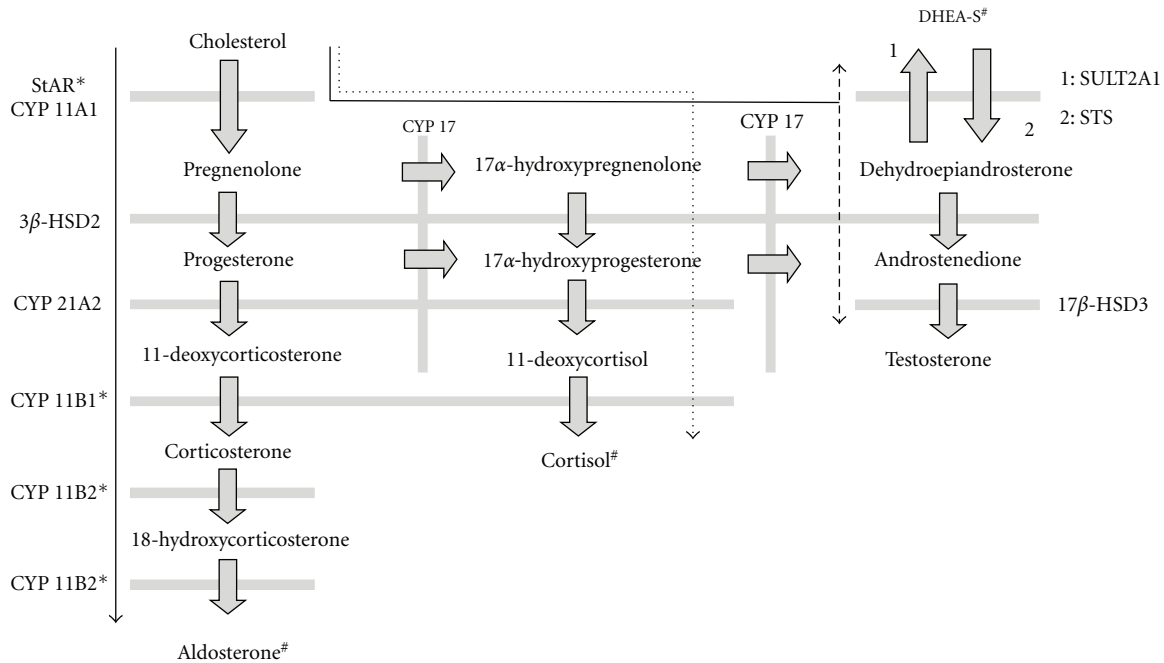 DHEA-S#
Cholesterol
1
StAR*
CYP 11A1
1: SULT2A1
2: STS
2
CYP 17
CYP 17
Pregnenolone
17α-hydroxypregnenolone
Dehydroepiandrosterone
3β-HSD2
Progesterone
17α-hydroxyprogesterone
Androstenedione
CYP 21A2
17β-HSD3
11-deoxycorticosterone
11-deoxycortisol
Testosterone
CYP 11B1*
Corticosterone
Cortisol#
CYP 11B2*
18-hydroxycorticosterone
CYP 11B2*
Aldosterone#